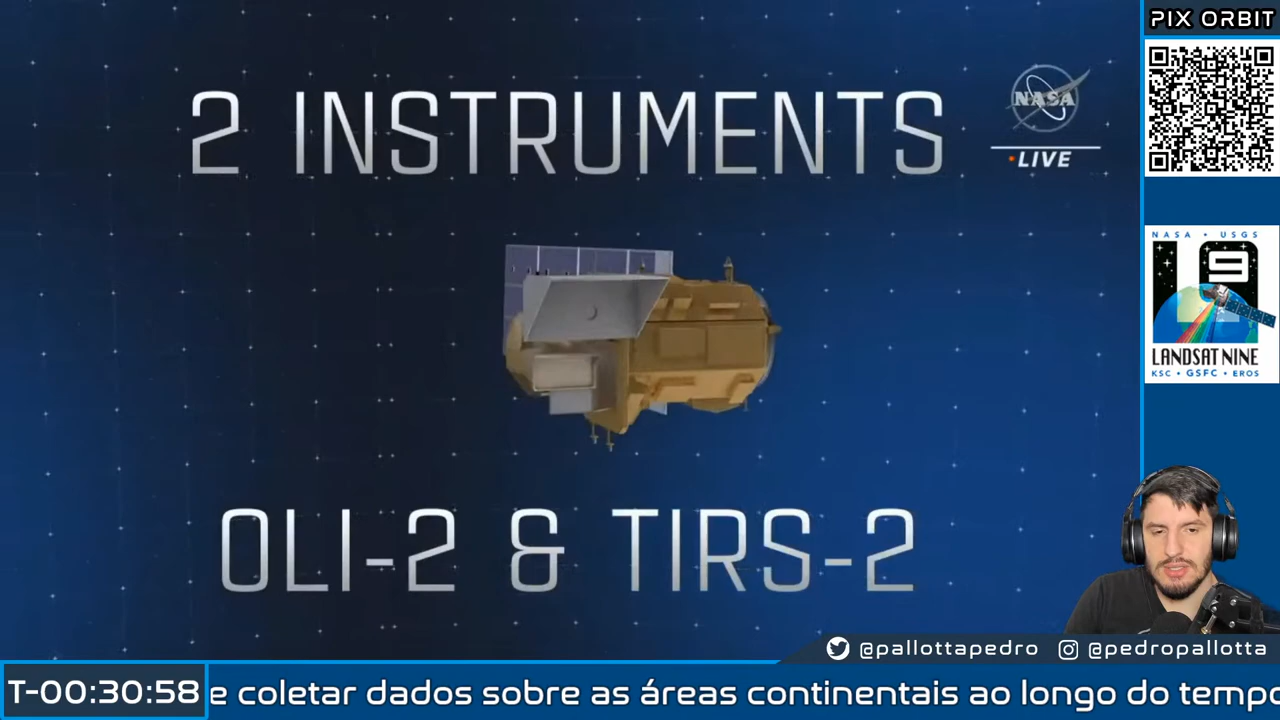 2 INSTRUMENTS
NASA
LIVE
OLI-2 & TIRS-2
PIX ORBIT
NASA • USGS
L9
LANDSAT NINE
KSC • GSFC • EROS
@pallottapedro
@pedropallotta
T-00:30:58
e coletar dados sobre as áreas continentais ao longo do tempo